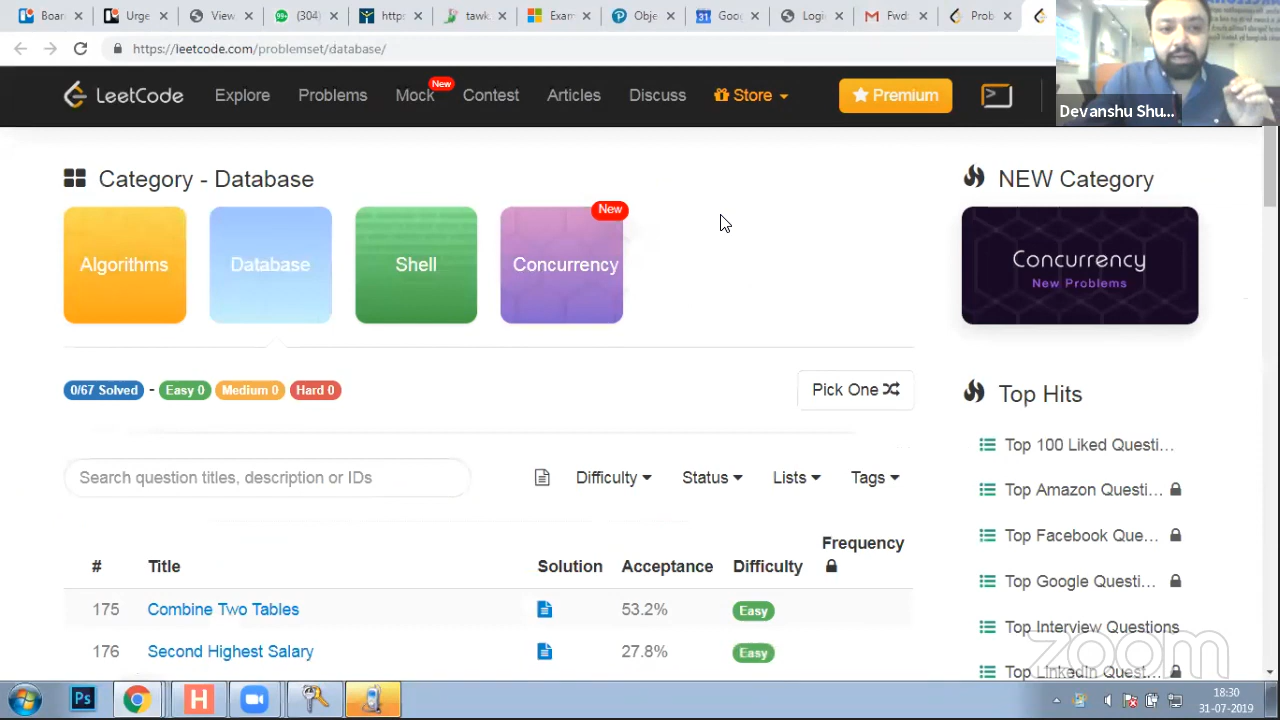 Boar
Urge
View
(304)
https
tawk
M
Obje
Goo
Logi
Fwd:
Prob
https://leetcode.com/problemset/database/
LeetCode
Explore
Problems
Mock
New
Contest
Articles
Discuss
Store
Premium
Devanshu Shu...
Category - Database
NEW Category
Algorithms
Database
Shell
Concurrency
New
Concurrency
New Problems
0/67 Solved - Easy 0 Medium 0 Hard 0
Pick One
Top Hits
Top 100 Liked Questi...
Search question titles, description or IDs
Difficulty
Status
Lists
Tags
Top Amazon Questi...
Top Facebook Que...
# Title Solution Acceptance Difficulty Frequency
Top Google Questi...
175 Combine Two Tables 53.2% Easy
Top Interview Questions
176 Second Highest Salary 27.8% Easy
Top LinkedIn Quest...
zoom
Ps
H
18:30
31-07-2019